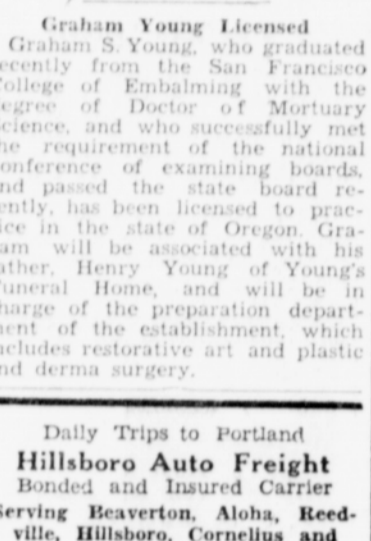 Graham Young Licensed
Graham S. Young, who graduated
ecently from the San Francisco
ollege of Embalming with the
egree of Doctor of Mortuary
cience, and who successfully met
he requirement of the national
onference of examining boards,
nd passed the state board re-
ently, has been licensed to prac-
ice in the state of Oregon. Gra-
am will be associated with his
ather, Henry Young of Young's
uneral Home, and will be in
harge of the preparation depart-
ent of the establishment, which
ncludes restorative art and plastic
nd derma surgery.
Daily Trips to Portland
Hillsboro Auto Freight
Bonded and Insured Carrier
Serving Beaverton, Aloha, Reed-
ville, Hillsboro, Cornelius and